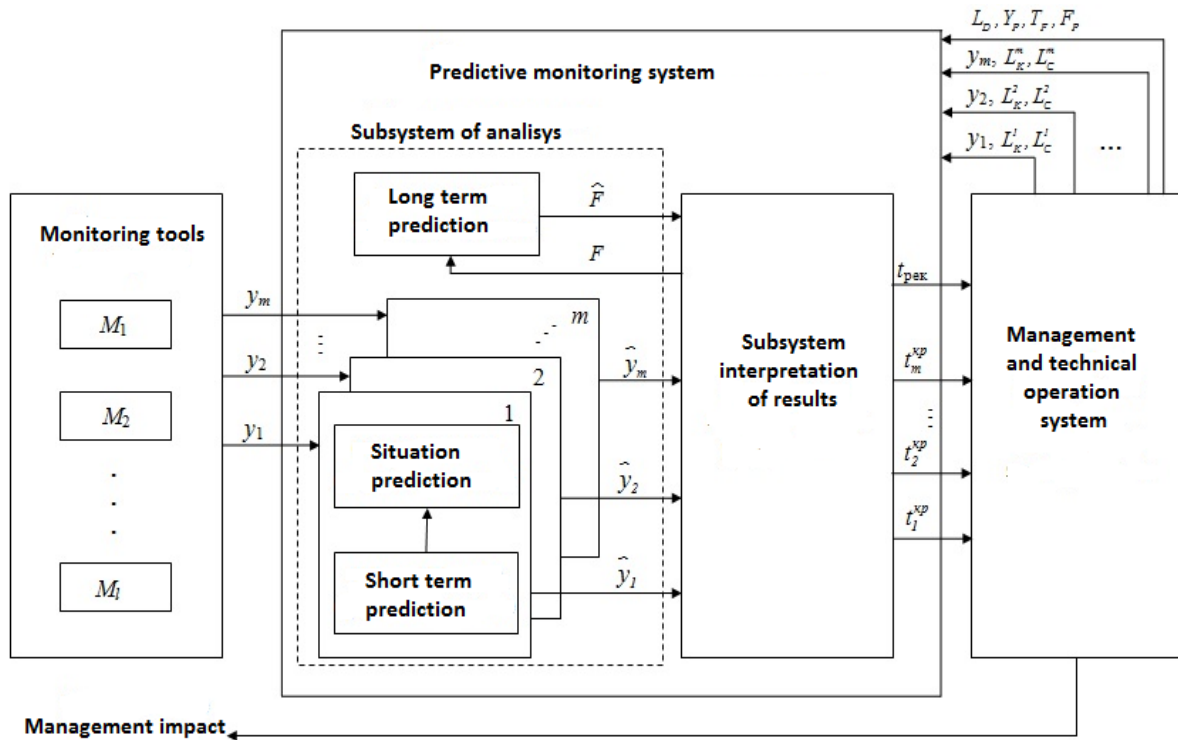 L_D, Y_P, T_F, F_P
Predictive monitoring system
y_m, L_K^m, L_C^m
y_2, L_K^2, L_C^2
y_1, L_K^1, L_C^1
...
Subsystem of analisys
Long term
prediction
F̂
F
Monitoring tools
M_1
M_2
.
.
.
M_l
y_m
⋮
y_2
y_1
m
2
1
Situation
prediction
Short term
prediction
ŷ_m
ŷ_2
ŷ_1
Subsystem
interpretation
of results
t_рек
t_m^кр
⋮
t_2^кр
t_1^кр
Management
and technical
operation
system
Management impact